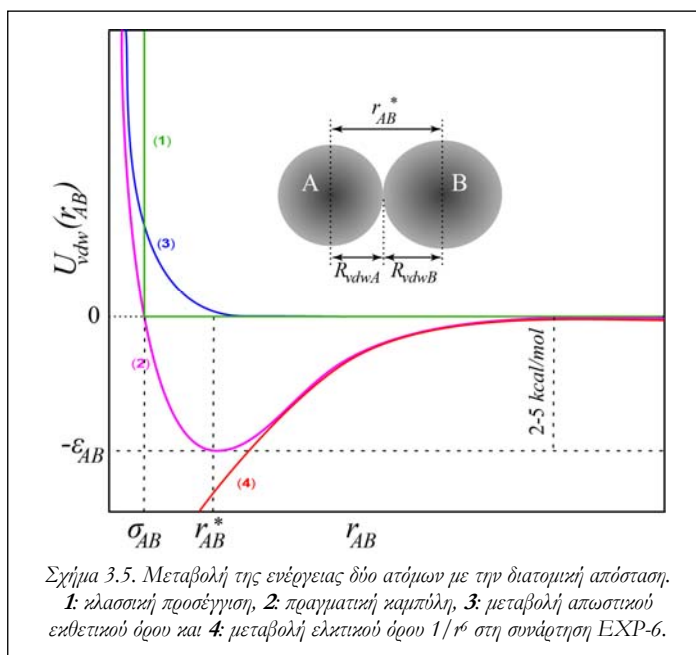 r_AB*
(1)
A
B
U_vdw(r_AB)
(3)
R_vdwA
R_vdwB
0
(2)
2-5 kcal/mol
-ε_AB
(4)
σ_AB
r_AB*
r_AB
Σχήμα 3.5. Μεταβολή της ενέργειας δύο ατόμων με την διατομική απόσταση.
1: κλασσική προσέγγιση, 2: πραγματική καμπύλη, 3: μεταβολή απωστικού
εκθετικού όρου και 4: μεταβολή ελκτικού όρου 1/r⁶ στη συνάρτηση EXP-6.